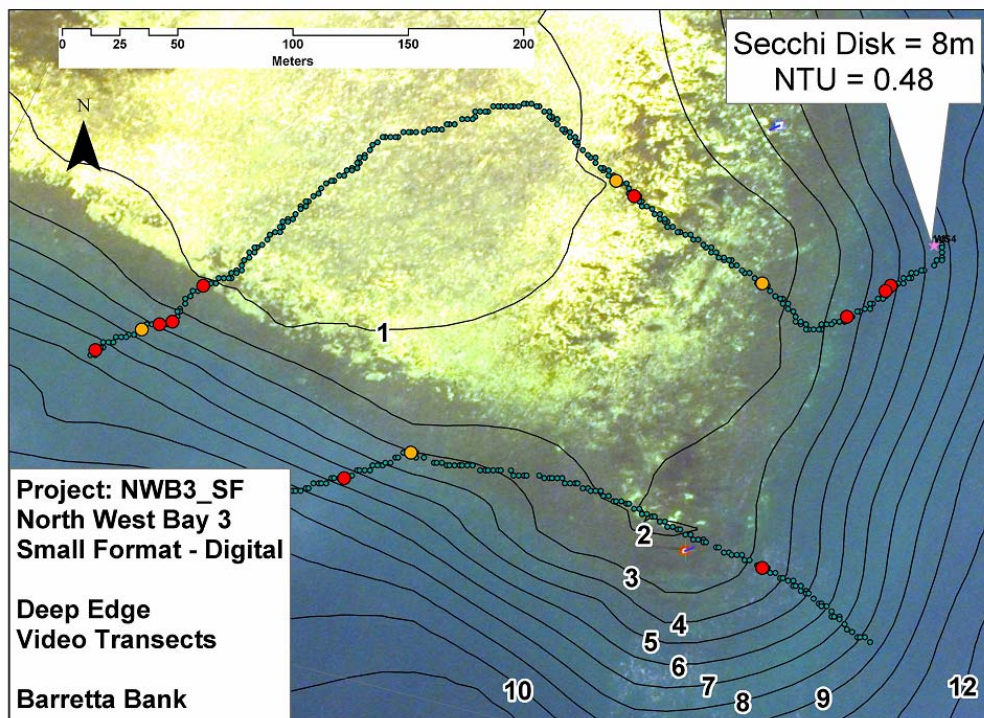 0 25 50 100 150 200
Meters
N
Secchi Disk = 8m
NTU = 0.48
1
2
3
4
5
6
7
8
9
10
12
Project: NWB3_SF
North West Bay 3
Small Format - Digital
Deep Edge
Video Transects
Barretta Bank